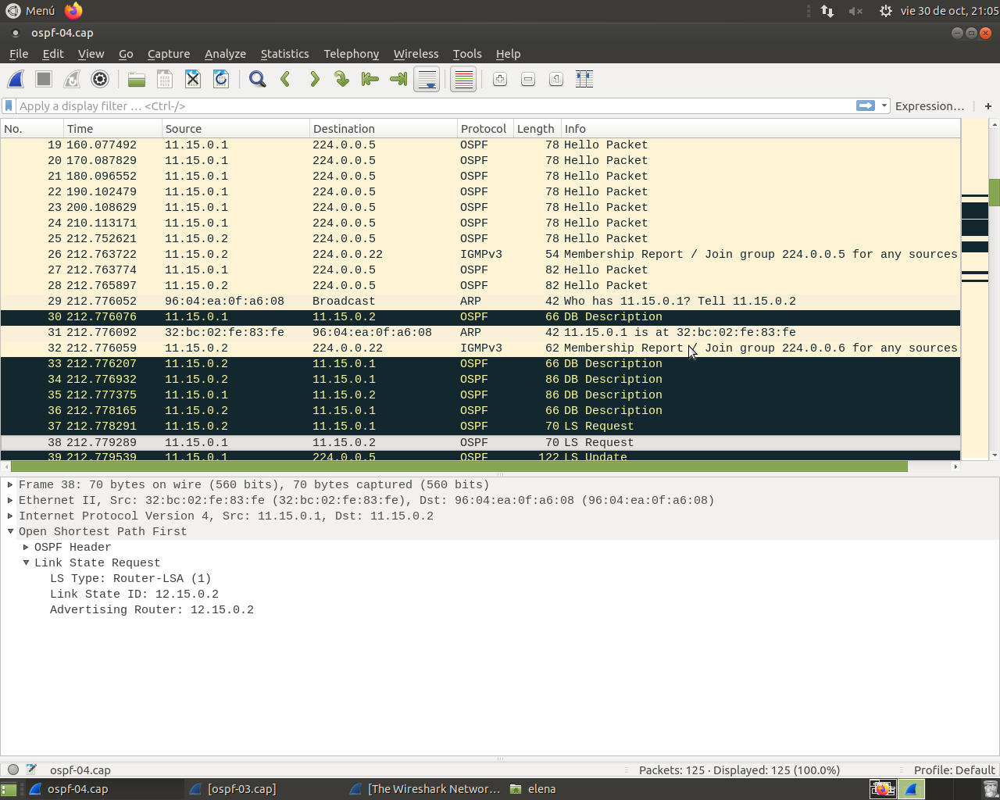 Menú vie 30 de oct, 21:05
ospf-04.cap
File Edit View Go Capture Analyze Statistics Telephony Wireless Tools Help
Apply a display filter … <Ctrl-/> Expression… +
No. Time Source Destination Protocol Length Info
19 160.077492 11.15.0.1 224.0.0.5 OSPF 78 Hello Packet
20 170.087829 11.15.0.1 224.0.0.5 OSPF 78 Hello Packet
21 180.096552 11.15.0.1 224.0.0.5 OSPF 78 Hello Packet
22 190.102479 11.15.0.1 224.0.0.5 OSPF 78 Hello Packet
23 200.108629 11.15.0.1 224.0.0.5 OSPF 78 Hello Packet
24 210.113171 11.15.0.1 224.0.0.5 OSPF 78 Hello Packet
25 212.752621 11.15.0.2 224.0.0.5 OSPF 78 Hello Packet
26 212.763722 11.15.0.2 224.0.0.22 IGMPv3 54 Membership Report / Join group 224.0.0.5 for any sources
27 212.763774 11.15.0.1 224.0.0.5 OSPF 82 Hello Packet
28 212.765897 11.15.0.2 224.0.0.5 OSPF 82 Hello Packet
29 212.776052 96:04:ea:0f:a6:08 Broadcast ARP 42 Who has 11.15.0.1? Tell 11.15.0.2
30 212.776076 11.15.0.1 11.15.0.2 OSPF 66 DB Description
31 212.776092 32:bc:02:fe:83:fe 96:04:ea:0f:a6:08 ARP 42 11.15.0.1 is at 32:bc:02:fe:83:fe
32 212.776059 11.15.0.2 224.0.0.22 IGMPv3 62 Membership Report / Join group 224.0.0.6 for any sources
33 212.776207 11.15.0.2 11.15.0.1 OSPF 66 DB Description
34 212.776932 11.15.0.2 11.15.0.1 OSPF 86 DB Description
35 212.777375 11.15.0.1 11.15.0.2 OSPF 86 DB Description
36 212.778165 11.15.0.2 11.15.0.1 OSPF 66 DB Description
37 212.778291 11.15.0.2 11.15.0.1 OSPF 70 LS Request
38 212.779289 11.15.0.1 11.15.0.2 OSPF 70 LS Request
39 212.779539 11.15.0.1 224.0.0.5 OSPF 122 LS Update
Frame 38: 70 bytes on wire (560 bits), 70 bytes captured (560 bits)
Ethernet II, Src: 32:bc:02:fe:83:fe (32:bc:02:fe:83:fe), Dst: 96:04:ea:0f:a6:08 (96:04:ea:0f:a6:08)
Internet Protocol Version 4, Src: 11.15.0.1, Dst: 11.15.0.2
Open Shortest Path First
OSPF Header
Link State Request
LS Type: Router-LSA (1)
Link State ID: 12.15.0.2
Advertising Router: 12.15.0.2
ospf-04.cap Packets: 125 · Displayed: 125 (100.0%) Profile: Default
ospf-04.cap [ospf-03.cap] [The Wireshark Networ… elena